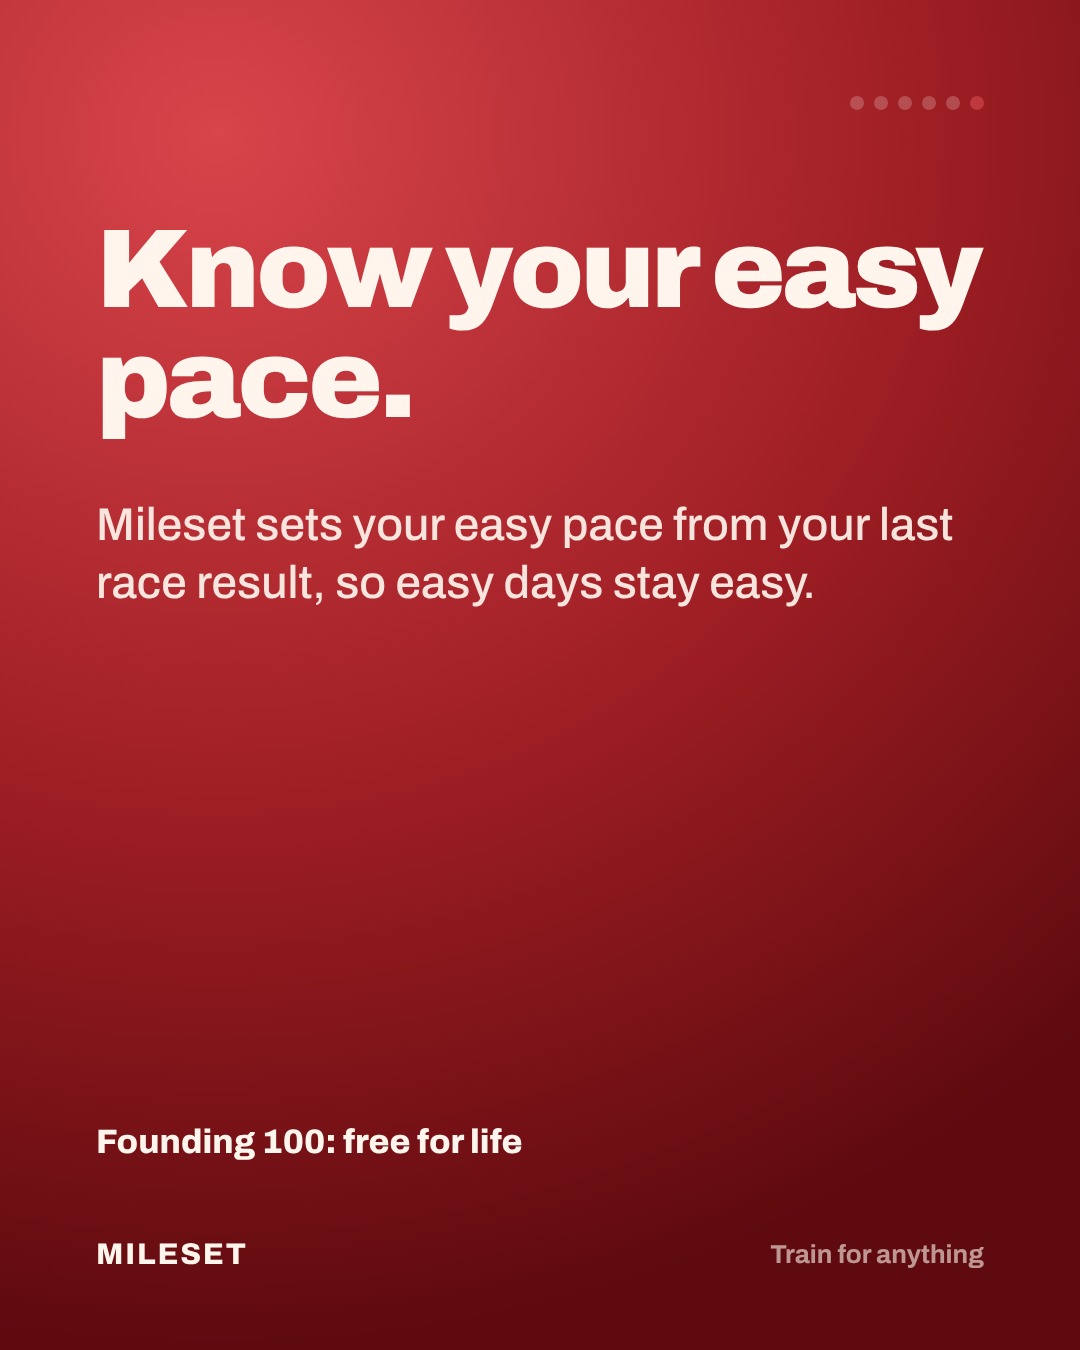 Know your easy
pace.
Mileset sets your easy pace from your last
race result, so easy days stay easy.
Founding 100: free for life
MILESET
Train for anything